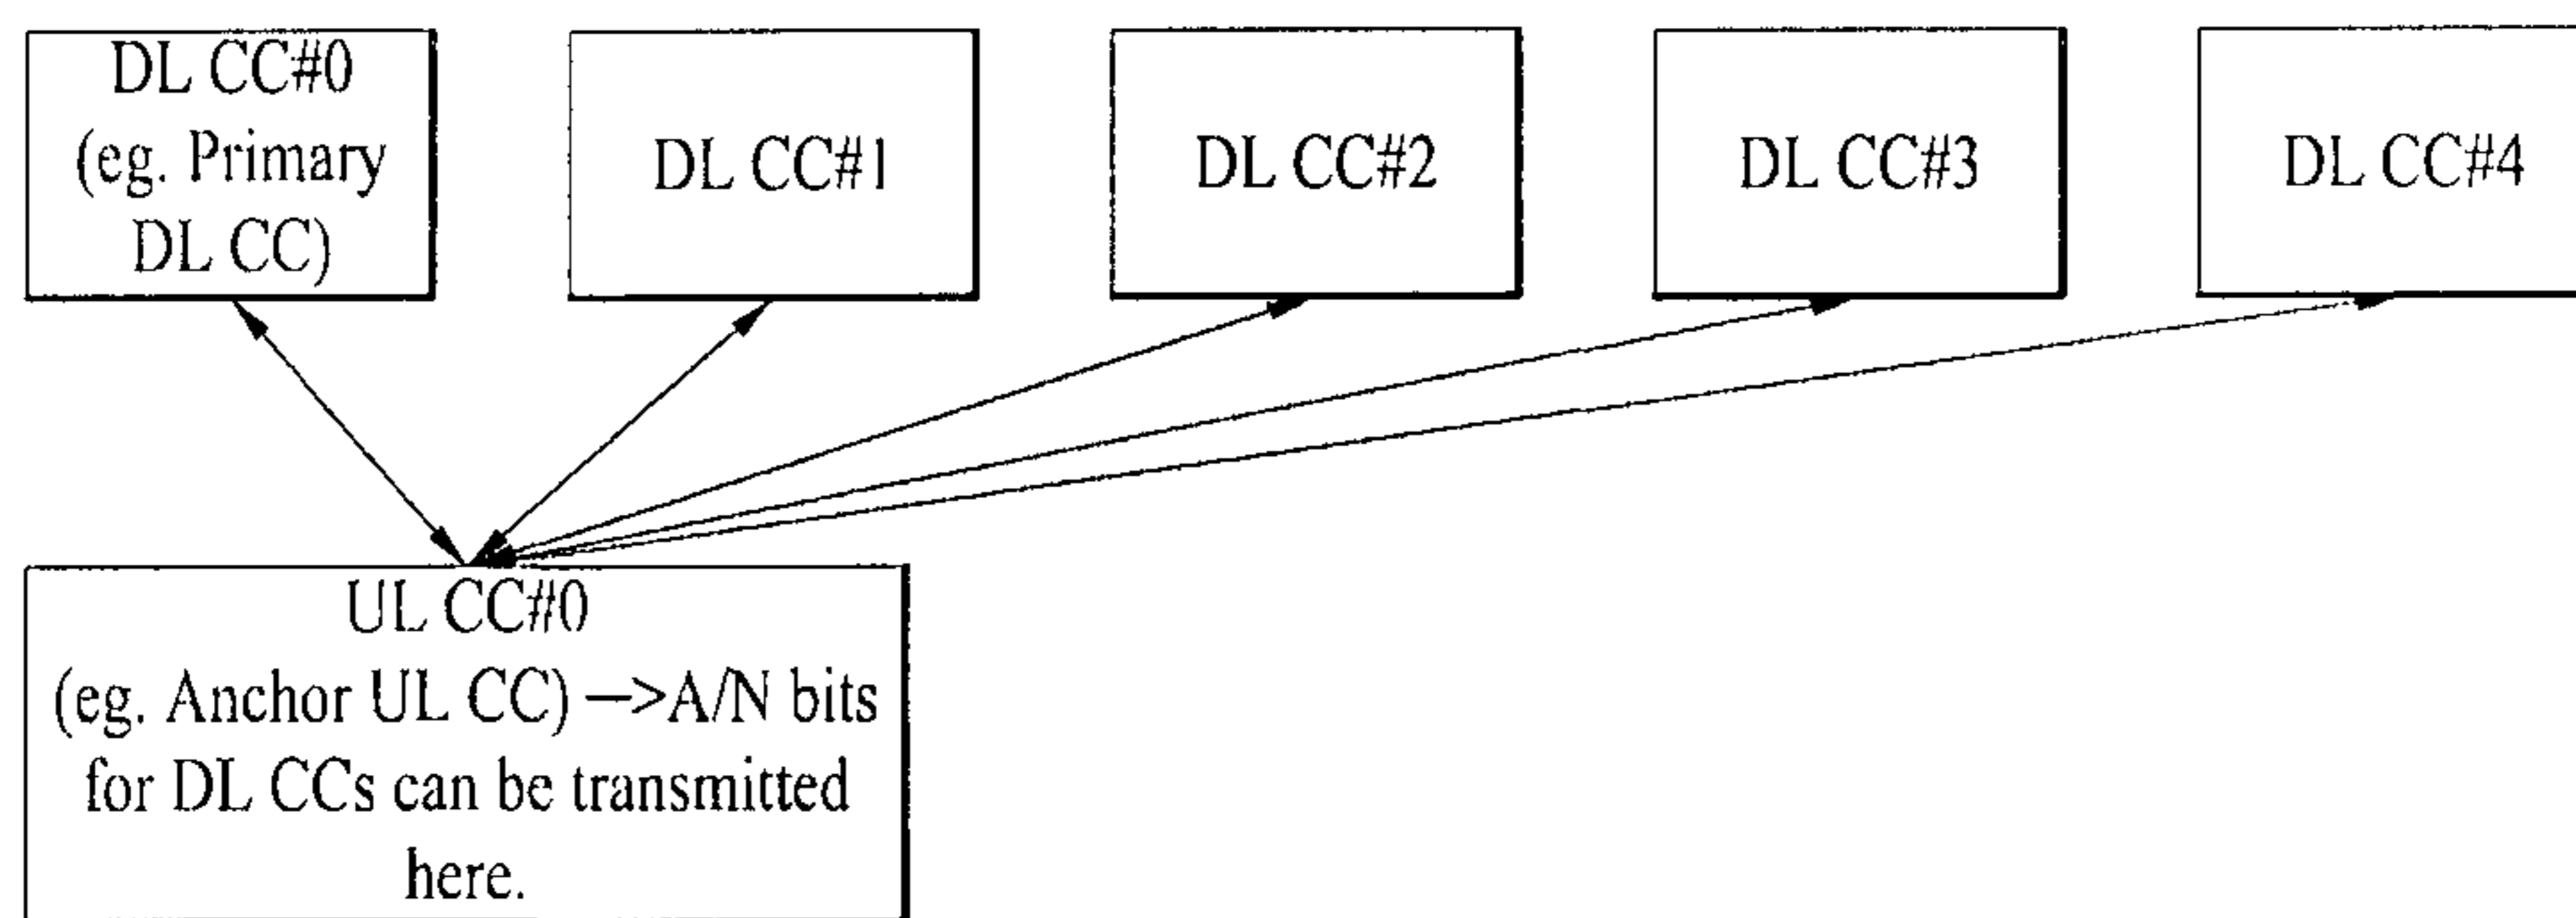 DL CC#0
(eg. Primary
DL CC)
DL CC#1
DL CC#2
DL CC#3
DL CC#4
UL CC#0
(eg. Anchor UL CC) —>A/N bits
for DL CCs can be transmitted
here.